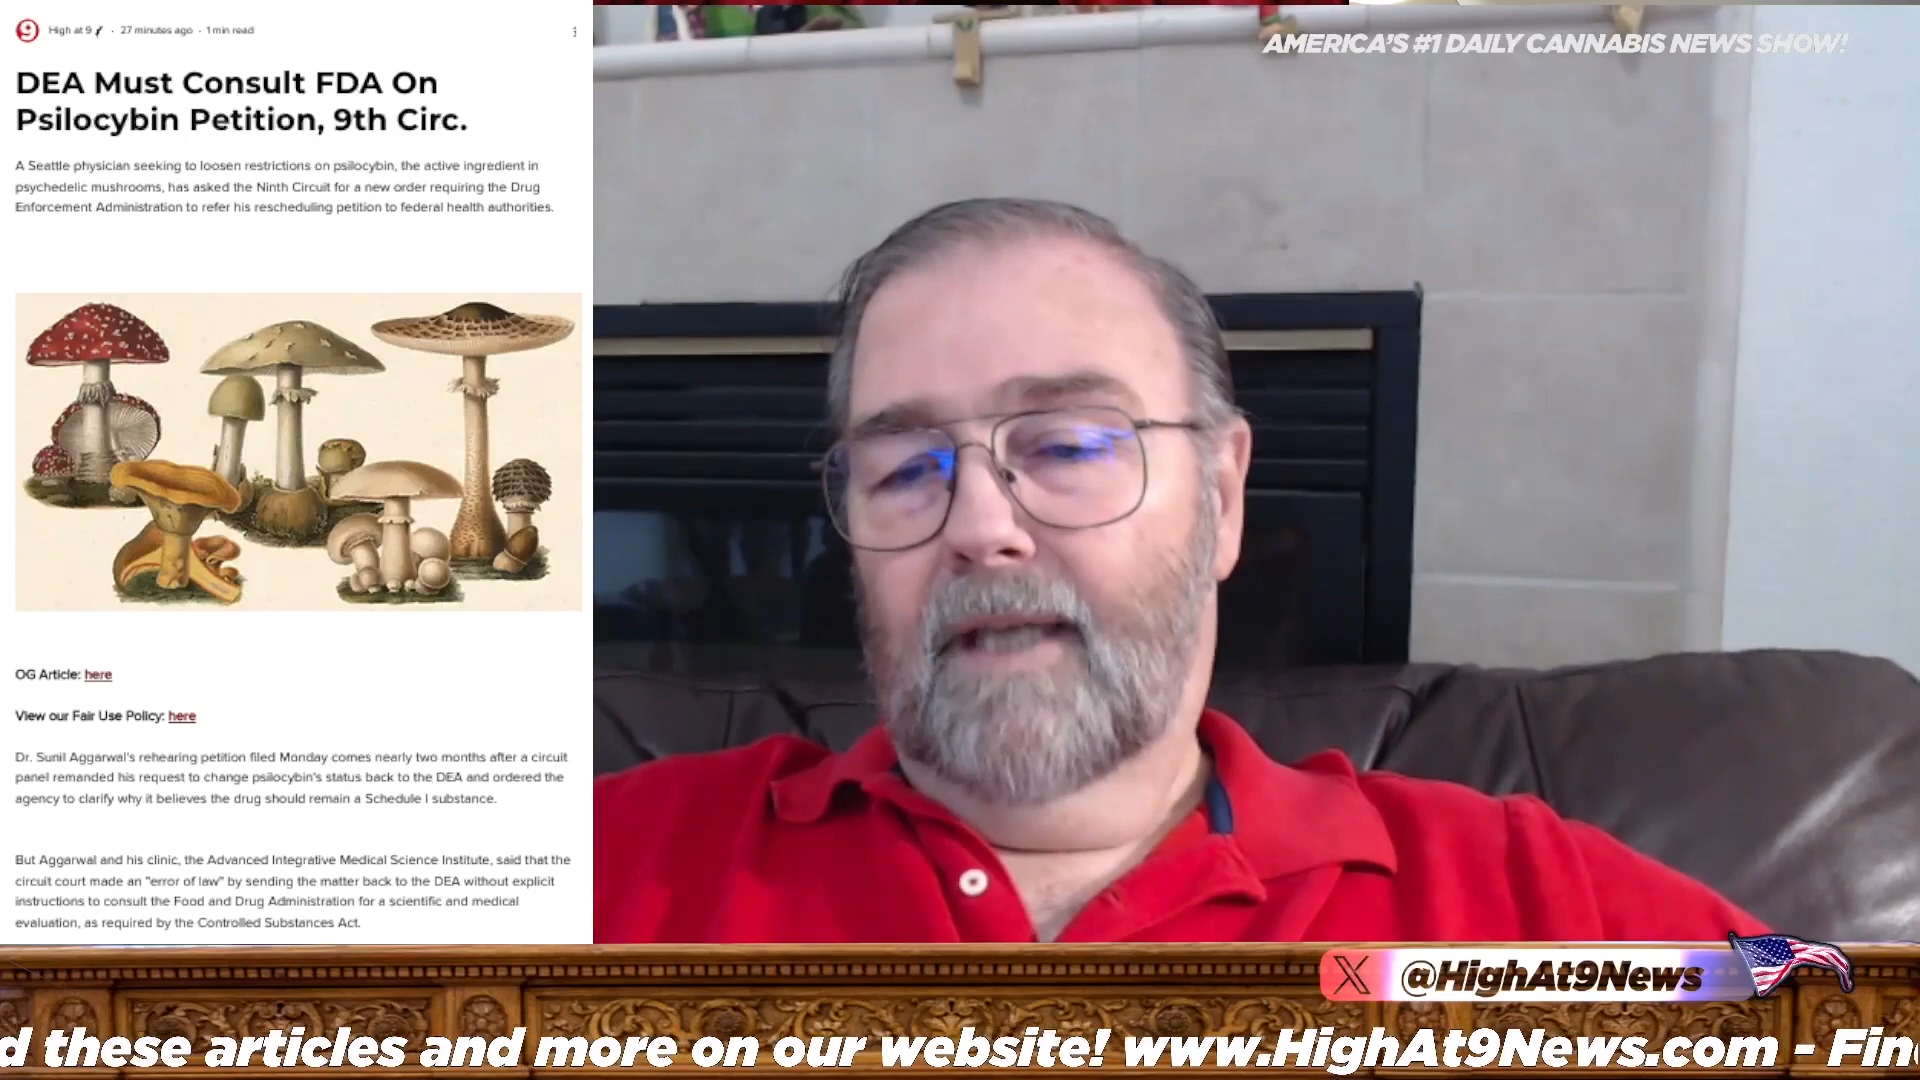 9 High at 9 · 27 minutes ago · 1 min read
DEA Must Consult FDA On
Psilocybin Petition, 9th Circ.
A Seattle physician seeking to loosen restrictions on psilocybin, the active ingredient in
psychedelic mushrooms, has asked the Ninth Circuit for a new order requiring the Drug
Enforcement Administration to refer his rescheduling petition to federal health authorities.
OG Article: here
View our Fair Use Policy: here
Dr. Sunil Aggarwal's rehearing petition filed Monday comes nearly two months after a circuit
panel remanded his request to change psilocybin's status back to the DEA and ordered the
agency to clarify why it believes the drug should remain a Schedule I substance.
But Aggarwal and his clinic, the Advanced Integrative Medical Science Institute, said that the
circuit court made an "error of law" by sending the matter back to the DEA without explicit
instructions to consult the Food and Drug Administration for a scientific and medical
evaluation, as required by the Controlled Substances Act.
AMERICA'S #1 DAILY CANNABIS NEWS SHOW!
X @HighAt9News
d these articles and more on our website! www.HighAt9News.com - Fin